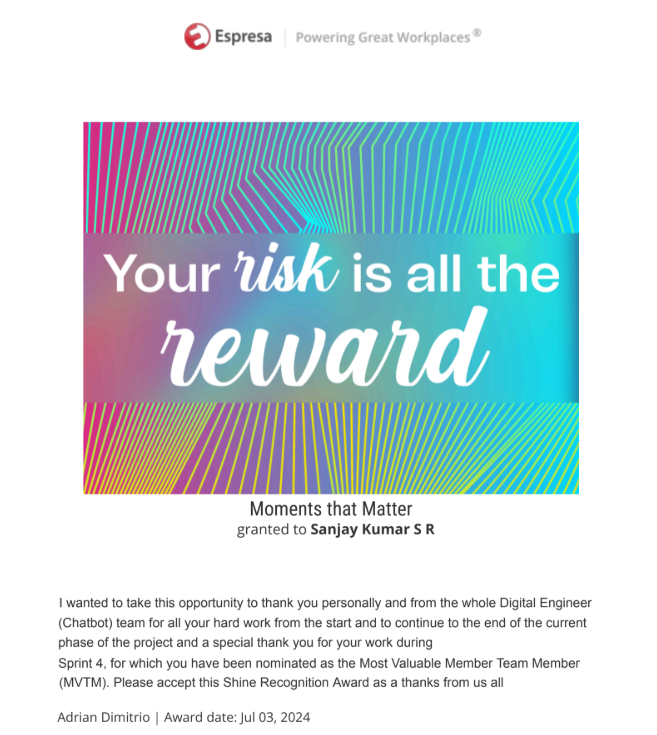 Espresa | Powering Great Workplaces®
Your risk is all the
reward
Moments that Matter
granted to Sanjay Kumar S R
I wanted to take this opportunity to thank you personally and from the whole Digital Engineer
(Chatbot) team for all your hard work from the start and to continue to the end of the current
phase of the project and a special thank you for your work during
Sprint 4, for which you have been nominated as the Most Valuable Member Team Member
(MVTM). Please accept this Shine Recognition Award as a thanks from us all
Adrian Dimitrio | Award date: Jul 03, 2024